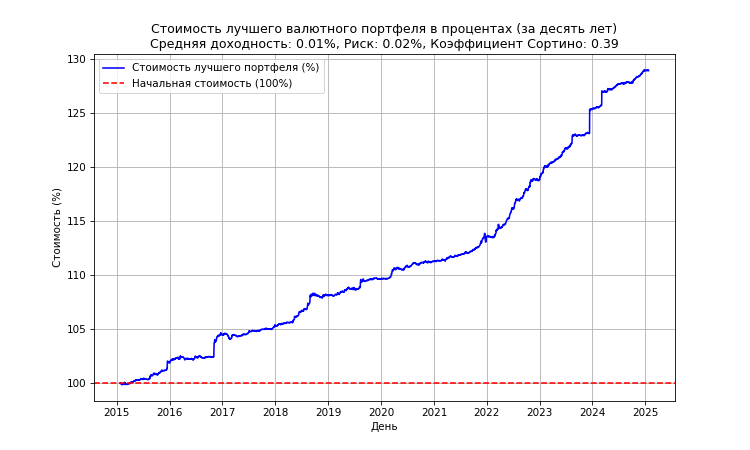 Стоимость лучшего валютного портфеля в процентах (за десять лет)
Средняя доходность: 0.01%, Риск: 0.02%, Коэффициент Сортино: 0.39
Стоимость лучшего портфеля (%)
Начальная стоимость (100%)
Стоимость (%)
130
125
120
115
110
105
100
2015 2016 2017 2018 2019 2020 2021 2022 2023 2024 2025
День